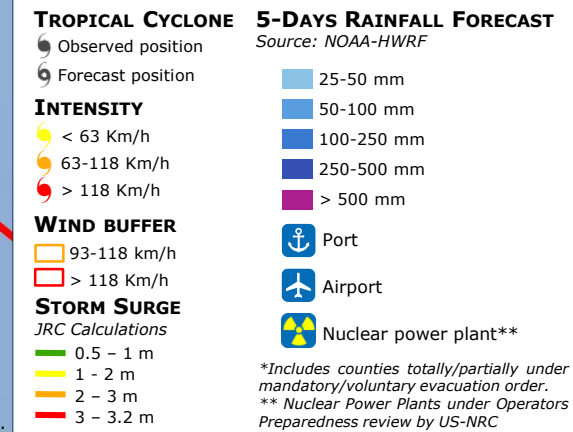 TROPICAL CYCLONE
Observed position
Forecast position
INTENSITY
< 63 Km/h
63-118 Km/h
> 118 Km/h
WIND BUFFER
93-118 km/h
> 118 Km/h
STORM SURGE
JRC Calculations
0.5 – 1 m
1 - 2 m
2 – 3 m
3 – 3.2 m
5-DAYS RAINFALL FORECAST
Source: NOAA-HWRF
25-50 mm
50-100 mm
100-250 mm
250-500 mm
> 500 mm
Port
Airport
Nuclear power plant**
*Includes counties totally/partially under
mandatory/voluntary evacuation order.
** Nuclear Power Plants under Operators
Preparedness review by US-NRC